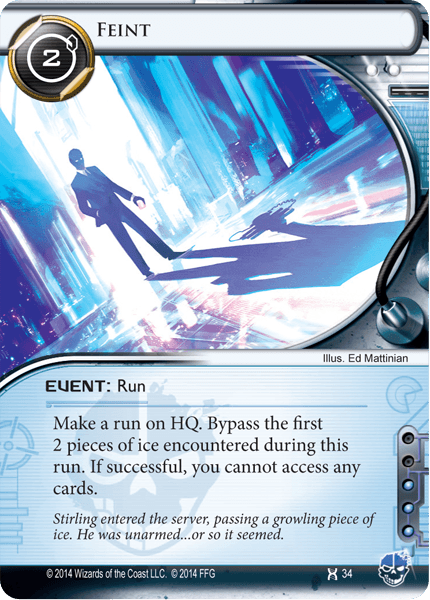 Feint
2
Illus. Ed Mattinian
EVENT: Run
Make a run on HQ. Bypass the first
2 pieces of ice encountered during this
run. If successful, you cannot access any
cards.
Stirling entered the server, passing a growling piece of
ice. He was unarmed...or so it seemed.
© 2014 Wizards of the Coast LLC. © 2014 FFG
34